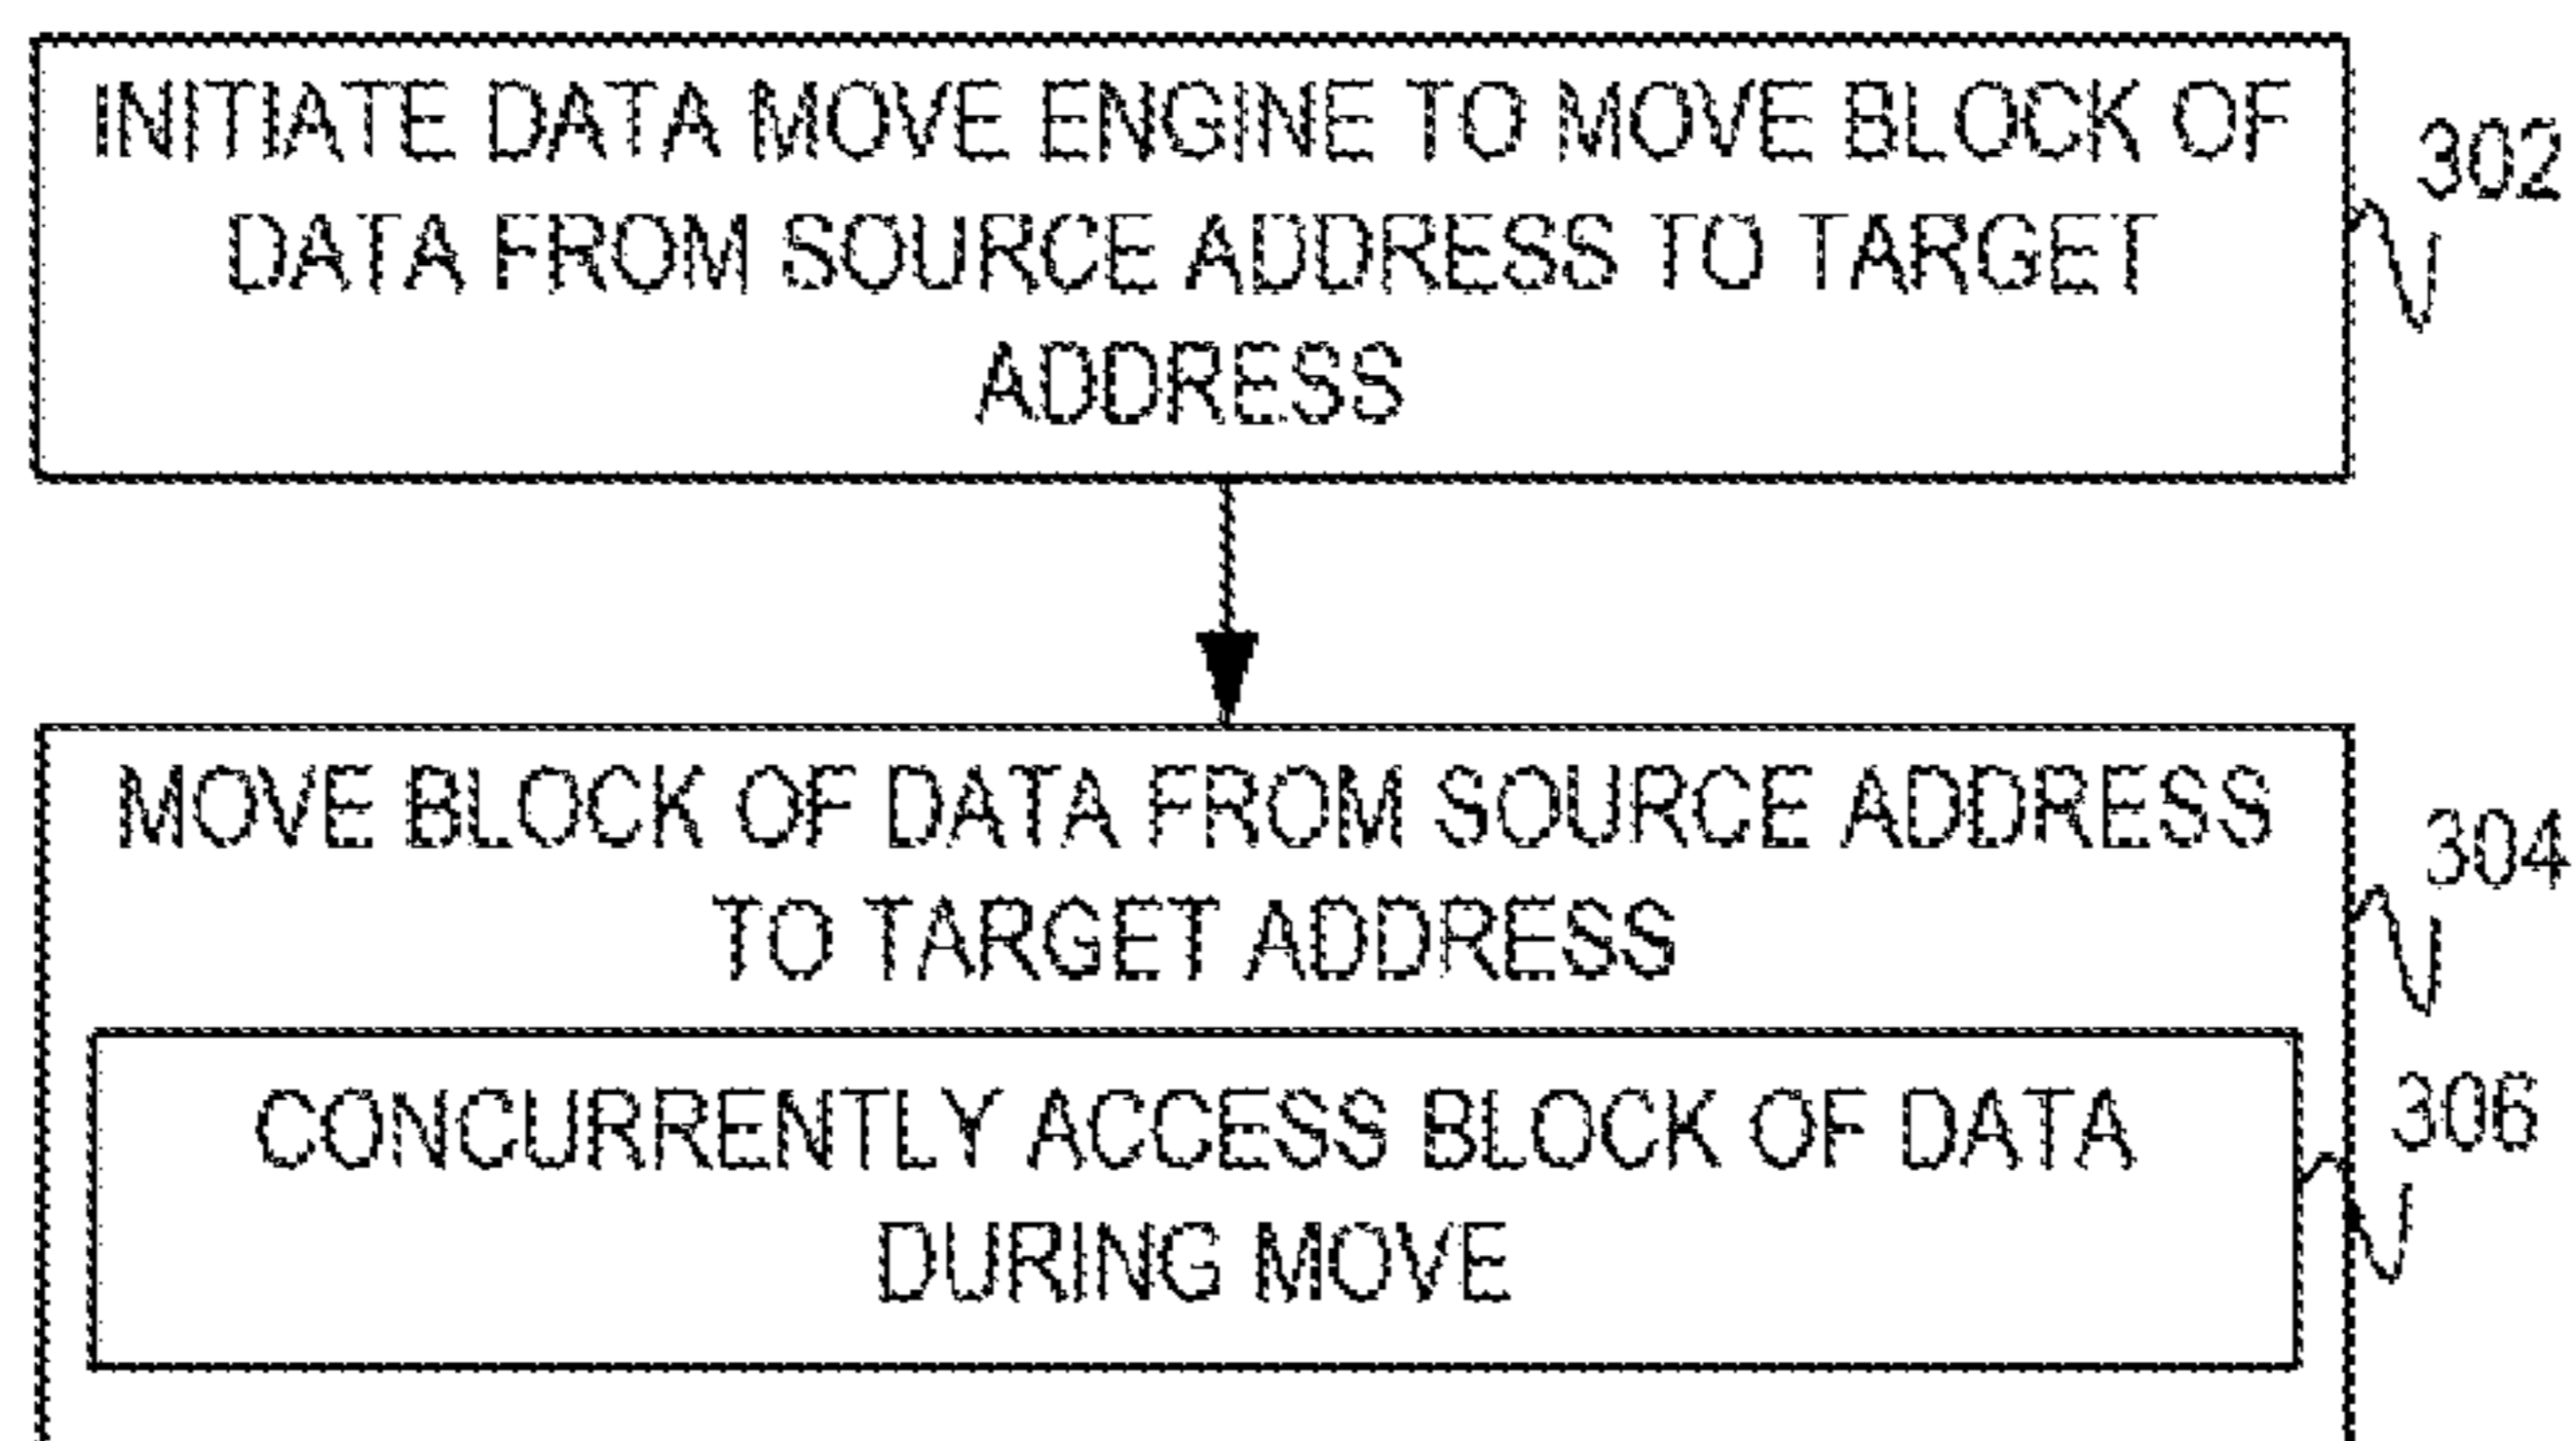 INITIATE DATA MOVE ENGINE TO MOVE BLOCK OF
DATA FROM SOURCE ADDRESS TO TARGET
ADDRESS
302
MOVE BLOCK OF DATA FROM SOURCE ADDRESS
TO TARGET ADDRESS
304
CONCURRENTLY ACCESS BLOCK OF DATA
DURING MOVE
306